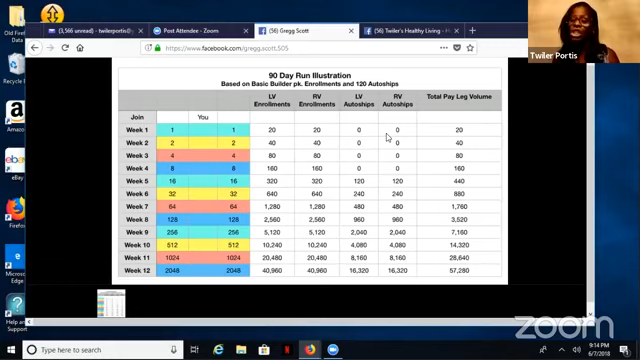 Old Firef
Data
Recycle
Amazo
ebay
Firefox
Help and
Supports
(3,566 unread) - twilerportis
Post Attendee - Zoom
(56) Gregg Scott
(56) Twiler's Healthy Living - H
https://www.facebook.com/gregg.scott.505
Twiler Portis
90 Day Run Illustration
Based on Basic Builder pk. Enrollments and 120 Autoships
LV Enrollments RV Enrollments LV Autoships RV Autoships Total Pay Leg Volume
Join You
Week 1 1 1 20 20 0 0 20
Week 2 2 2 40 40 0 0 40
Week 3 4 4 80 80 0 0 80
Week 4 8 8 160 160 0 0 160
Week 5 16 16 320 320 120 120 440
Week 6 32 32 640 640 240 240 880
Week 7 64 64 1,280 1,280 480 480 1,760
Week 8 128 128 2,560 2,560 960 960 3,520
Week 9 256 256 5,120 5,120 2,040 2,040 7,160
Week 10 512 512 10,240 10,240 4,080 4,080 14,320
Week 11 1024 1024 20,480 20,480 8,160 8,160 28,640
Week 12 2048 2048 40,960 40,960 16,320 16,320 57,280
zoom
Type here to search
9:14 PM
6/7/2018